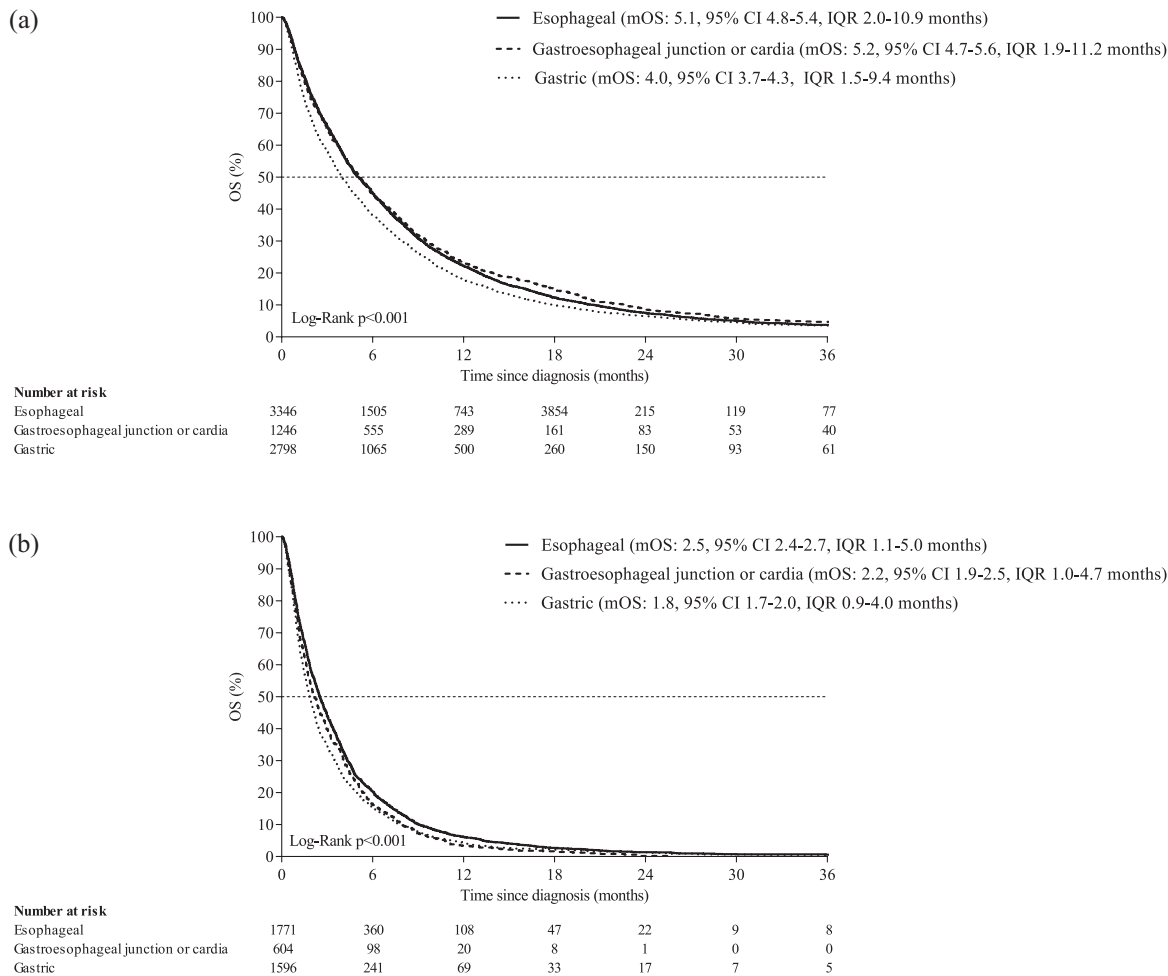 (a)
Esophageal (mOS: 5.1, 95% CI 4.8-5.4, IQR 2.0-10.9 months)
Gastroesophageal junction or cardia (mOS: 5.2, 95% CI 4.7-5.6, IQR 1.9-11.2 months)
Gastric (mOS: 4.0, 95% CI 3.7-4.3, IQR 1.5-9.4 months)
100
90
80
70
60
50
40
30
20
10
0
OS (%)
Log-Rank p<0.001
0 6 12 18 24 30 36
Time since diagnosis (months)
Number at risk
Esophageal 3346 1505 743 3854 215 119 77
Gastroesophageal junction or cardia 1246 555 289 161 83 53 40
Gastric 2798 1065 500 260 150 93 61
(b)
Esophageal (mOS: 2.5, 95% CI 2.4-2.7, IQR 1.1-5.0 months)
Gastroesophageal junction or cardia (mOS: 2.2, 95% CI 1.9-2.5, IQR 1.0-4.7 months)
Gastric (mOS: 1.8, 95% CI 1.7-2.0, IQR 0.9-4.0 months)
100
90
80
70
60
50
40
30
20
10
0
OS (%)
Log-Rank p<0.001
0 6 12 18 24 30 36
Time since diagnosis (months)
Number at risk
Esophageal 1771 360 108 47 22 9 8
Gastroesophageal junction or cardia 604 98 20 8 1 0 0
Gastric 1596 241 69 33 17 7 5